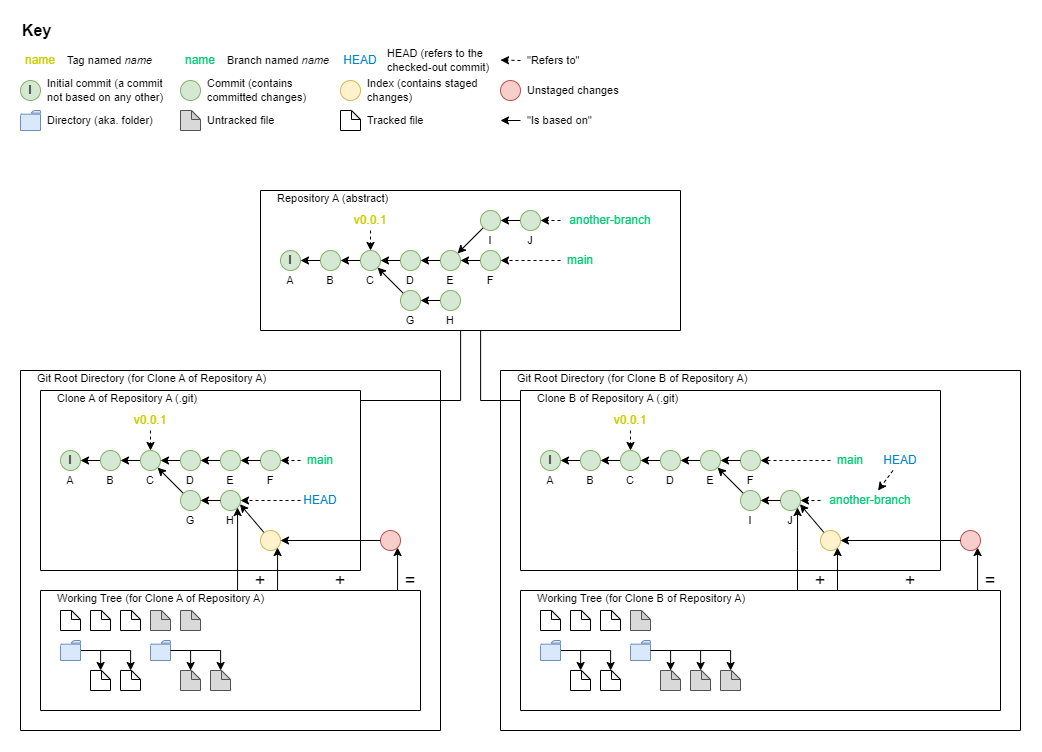 Key
name Tag named name
name Branch named name
HEAD HEAD (refers to the
checked-out commit)
"Refers to"
I Initial commit (a commit
not based on any other)
Commit (contains
committed changes)
Index (contains staged
changes)
Unstaged changes
Directory (aka. folder)
Untracked file
Tracked file
"Is based on"
Repository A (abstract)
v0.0.1
another-branch
I J
I
main
A B C D E F
G H
Git Root Directory (for Clone A of Repository A)
Clone A of Repository A (.git)
v0.0.1
I
main
A B C D E F
HEAD
G H
+ + =
Working Tree (for Clone A of Repository A)
Git Root Directory (for Clone B of Repository A)
Clone B of Repository A (.git)
v0.0.1
I
main HEAD
A B C D E F
another-branch
I J
+ + =
Working Tree (for Clone B of Repository A)